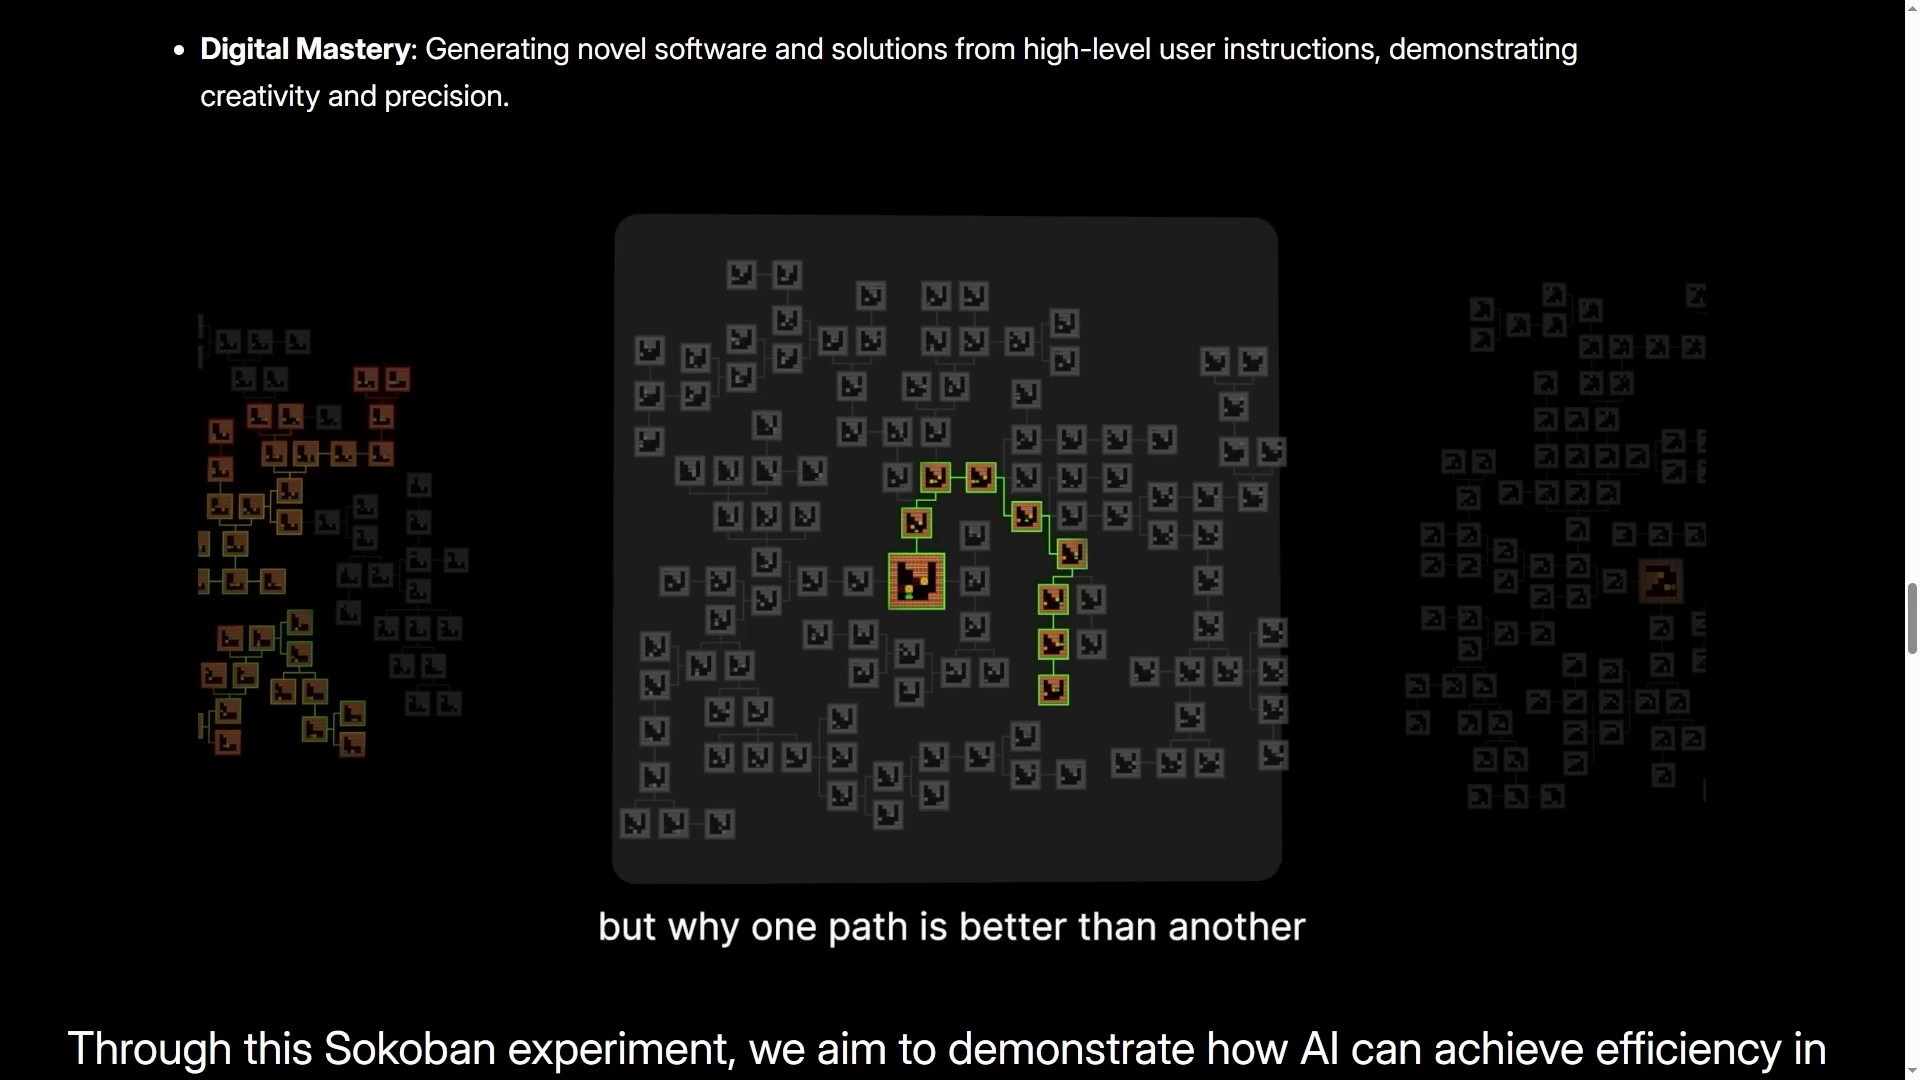 • Digital Mastery: Generating novel software and solutions from high-level user instructions, demonstrating
creativity and precision.
but why one path is better than another
Through this Sokoban experiment, we aim to demonstrate how AI can achieve efficiency in